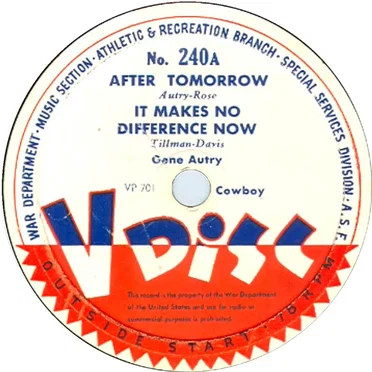 WAR DEPARTMENT · MUSIC SECTION · ATHLETIC & RECREATION BRANCH · SPECIAL SERVICES DIVISION · A.S.F.
No. 240A
AFTER TOMORROW
Autry-Rose
IT MAKES NO
DIFFERENCE NOW
Tillman-Davis
Gene Autry
VP 701
Cowboy
V DISC
This record is the property of the War Department
of the United States and use for radio or
commercial purposes is prohibited.
OUTSIDE START · 78 RPM